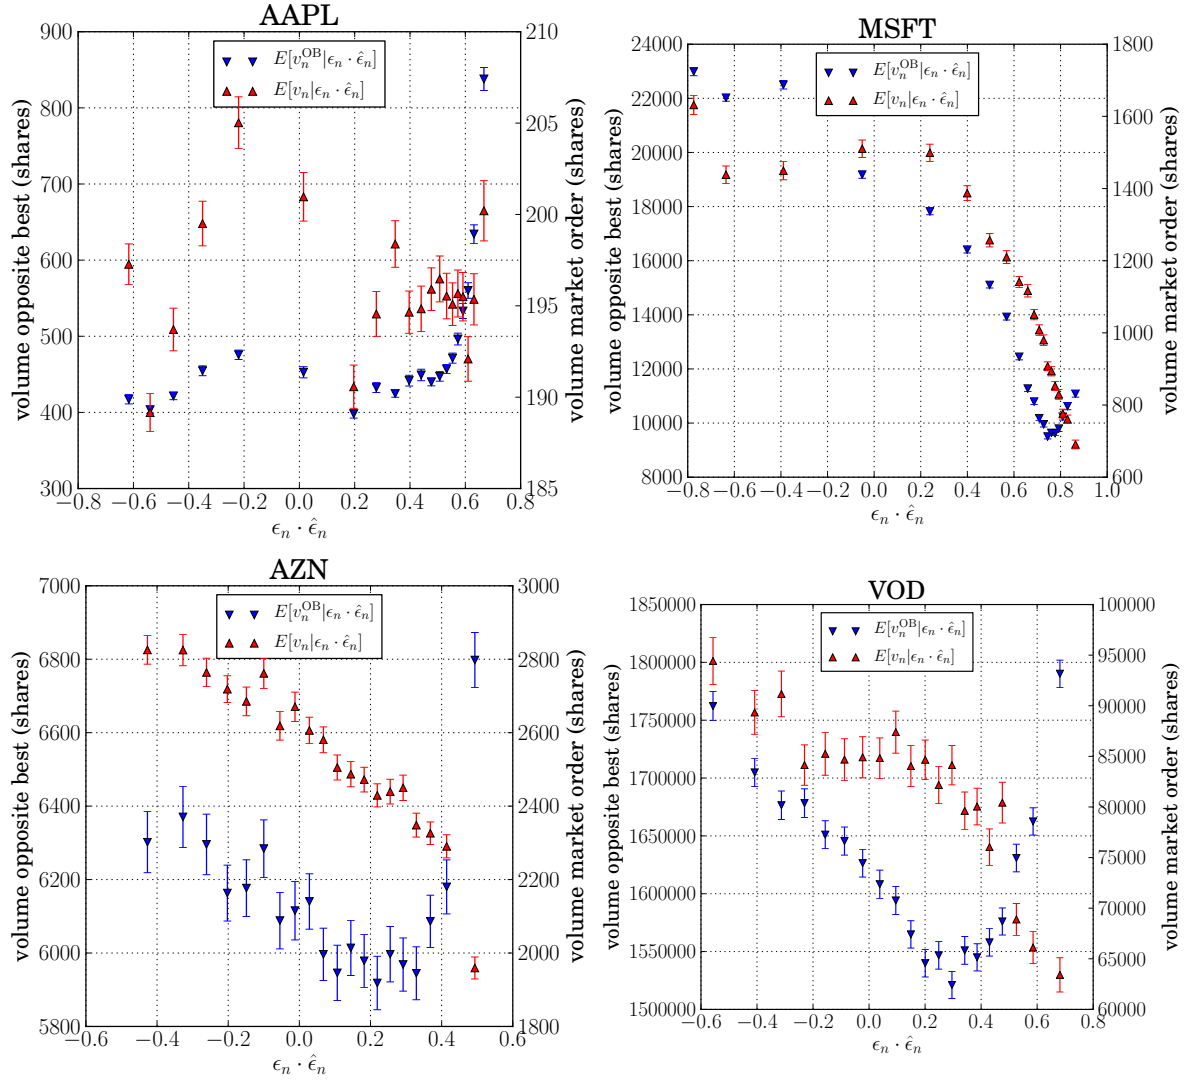 AAPL
E[v_n^OB|ϵ_n · ϵ̂_n]
E[v_n|ϵ_n · ϵ̂_n]
volume opposite best (shares)
900
800
700
600
500
400
300
volume market order (shares)
210
205
200
195
190
185
−0.8 −0.6 −0.4 −0.2 0.0 0.2 0.4 0.6 0.8
ϵ_n · ϵ̂_n
MSFT
E[v_n^OB|ϵ_n · ϵ̂_n]
E[v_n|ϵ_n · ϵ̂_n]
volume opposite best (shares)
24000
22000
20000
18000
16000
14000
12000
10000
8000
volume market order (shares)
1800
1600
1400
1200
1000
800
600
−0.8 −0.6 −0.4 −0.2 0.0 0.2 0.4 0.6 0.8 1.0
ϵ_n · ϵ̂_n
AZN
E[v_n^OB|ϵ_n · ϵ̂_n]
E[v_n|ϵ_n · ϵ̂_n]
volume opposite best (shares)
7000
6800
6600
6400
6200
6000
5800
volume market order (shares)
3000
2800
2600
2400
2200
2000
1800
−0.6 −0.4 −0.2 0.0 0.2 0.4 0.6
ϵ_n · ϵ̂_n
VOD
E[v_n^OB|ϵ_n · ϵ̂_n]
E[v_n|ϵ_n · ϵ̂_n]
volume opposite best (shares)
1850000
1800000
1750000
1700000
1650000
1600000
1550000
1500000
volume market order (shares)
100000
95000
90000
85000
80000
75000
70000
65000
60000
−0.6 −0.4 −0.2 0.0 0.2 0.4 0.6 0.8
ϵ_n · ϵ̂_n